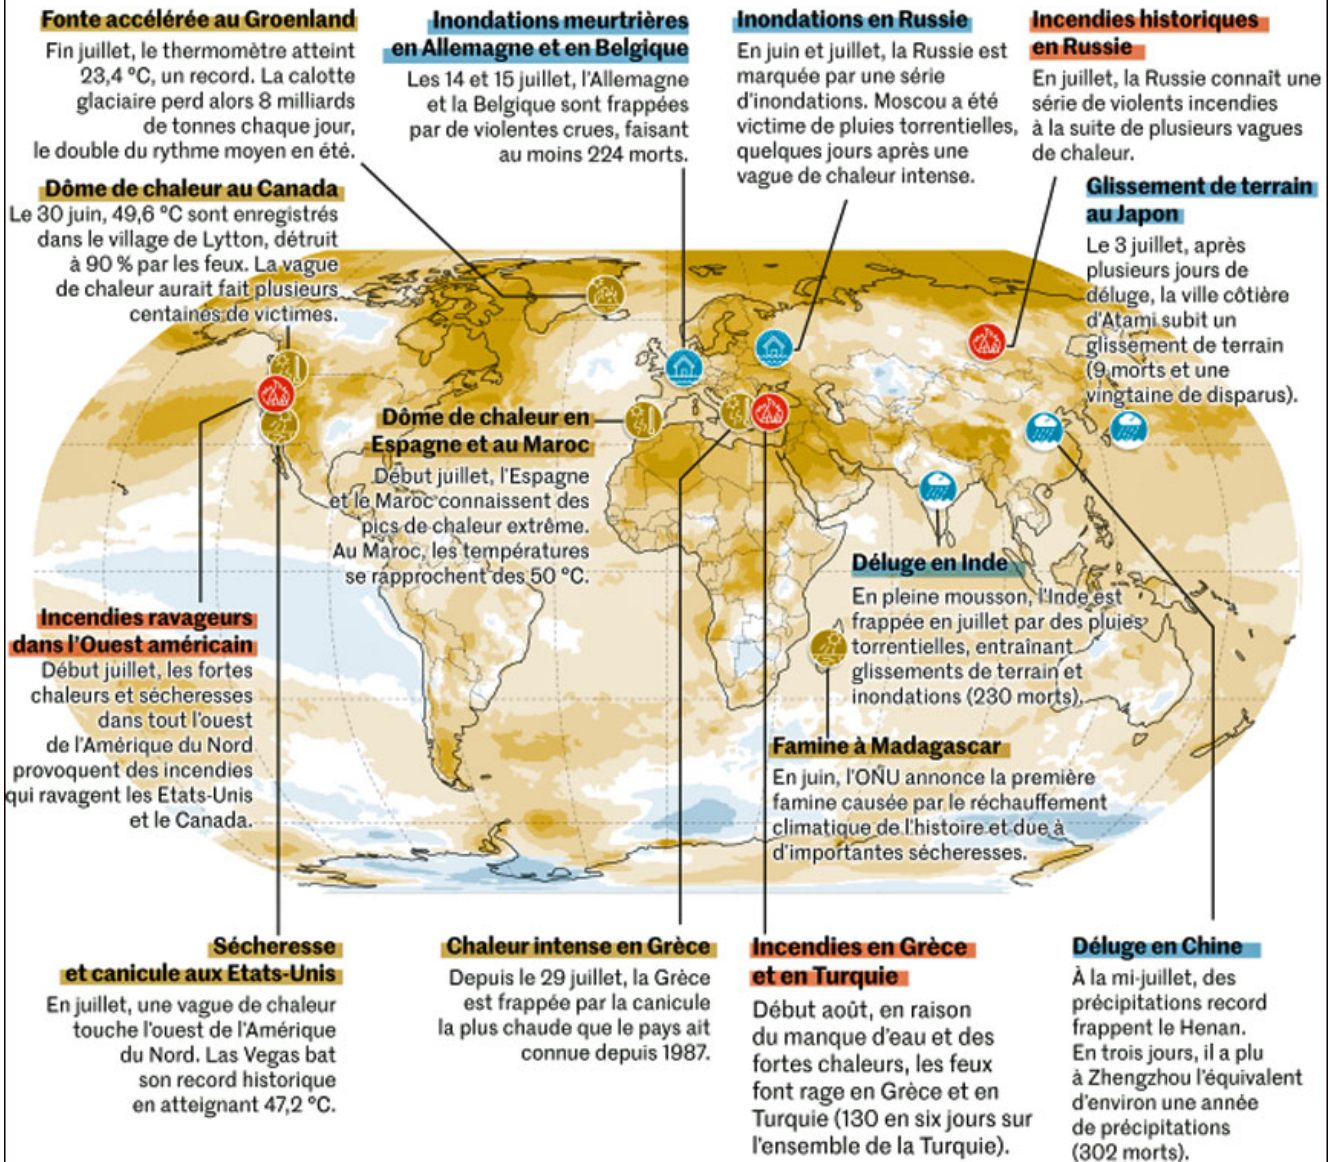 Fonte accélérée au Groenland
Fin juillet, le thermomètre atteint
23,4 °C, un record. La calotte
glaciaire perd alors 8 milliards
de tonnes chaque jour,
le double du rythme moyen en été.
Inondations meurtrières
en Allemagne et en Belgique
Les 14 et 15 juillet, l'Allemagne
et la Belgique sont frappées
par de violentes crues, faisant
au moins 224 morts.
Inondations en Russie
En juin et juillet, la Russie est
marquée par une série
d'inondations. Moscou a été
victime de pluies torrentielles,
quelques jours après une
vague de chaleur intense.
Incendies historiques
en Russie
En juillet, la Russie connaît une
série de violents incendies
à la suite de plusieurs vagues
de chaleur.
Dôme de chaleur au Canada
Le 30 juin, 49,6 °C sont enregistrés
dans le village de Lytton, détruit
à 90 % par les feux. La vague
de chaleur aurait fait plusieurs
centaines de victimes.
Glissement de terrain
au Japon
Le 3 juillet, après
plusieurs jours de
déluge, la ville côtière
d'Atami subit un
glissement de terrain
(9 morts et une
vingtaine de disparus).
Dôme de chaleur en
Espagne et au Maroc
Début juillet, l'Espagne
et le Maroc connaissent des
pics de chaleur extrême.
Au Maroc, les températures
se rapprochent des 50 °C.
Déluge en Inde
En pleine mousson, l'Inde est
frappée en juillet par des pluies
torrentielles, entraînant
glissements de terrain et
inondations (230 morts).
Incendies ravageurs
dans l'Ouest américain
Début juillet, les fortes
chaleurs et sécheresses
dans tout l'ouest
de l'Amérique du Nord
provoquent des incendies
qui ravagent les Etats-Unis
et le Canada.
Famine à Madagascar
En juin, l'ONU annonce la première
famine causée par le réchauffement
climatique de l'histoire et due à
d'importantes sécheresses.
Sécheresse
et canicule aux Etats-Unis
En juillet, une vague de chaleur
touche l'ouest de l'Amérique
du Nord. Las Vegas bat
son record historique
en atteignant 47,2 °C.
Chaleur intense en Grèce
Depuis le 29 juillet, la Grèce
est frappée par la canicule
la plus chaude que le pays ait
connue depuis 1987.
Incendies en Grèce
et en Turquie
Début août, en raison
du manque d'eau et des
fortes chaleurs, les feux
font rage en Grèce et en
Turquie (130 en six jours sur
l'ensemble de la Turquie).
Déluge en Chine
À la mi-juillet, des
précipitations record
frappent le Henan.
En trois jours, il a plu
à Zhengzhou l'équivalent
d'environ une année
de précipitations
(302 morts).